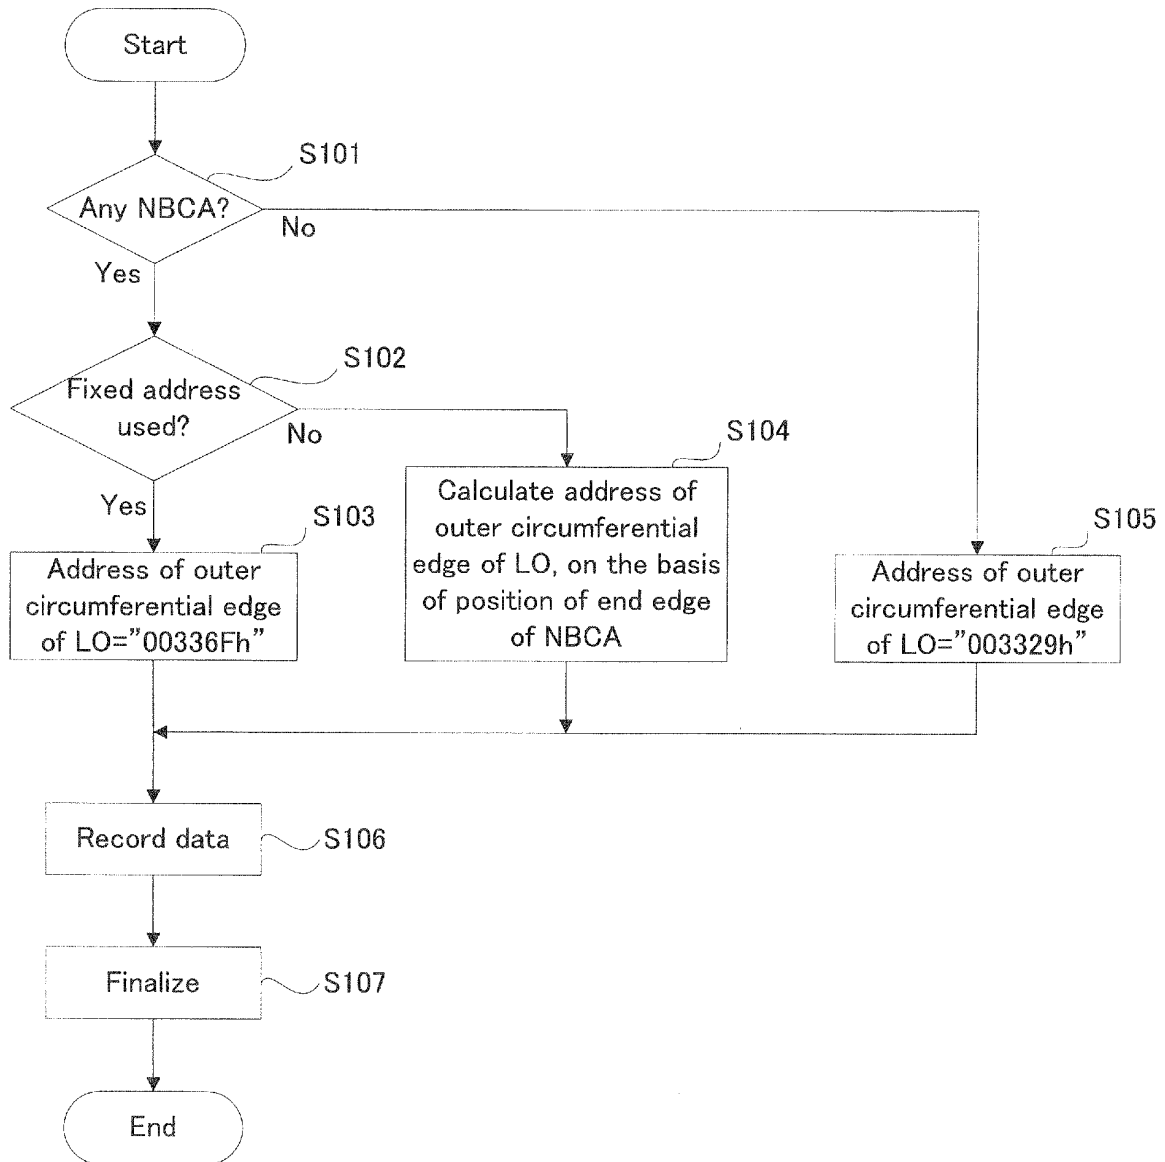 Start
S101
Any NBCA?
No
Yes
S102
Fixed address
used?
No
Yes
S104
Calculate address of
outer circumferential
edge of LO, on the basis
of position of end edge
of NBCA
S103
Address of outer
circumferential edge
of LO="00336Fh"
S105
Address of outer
circumferential edge
of LO="003329h"
Record data
S106
Finalize
S107
End